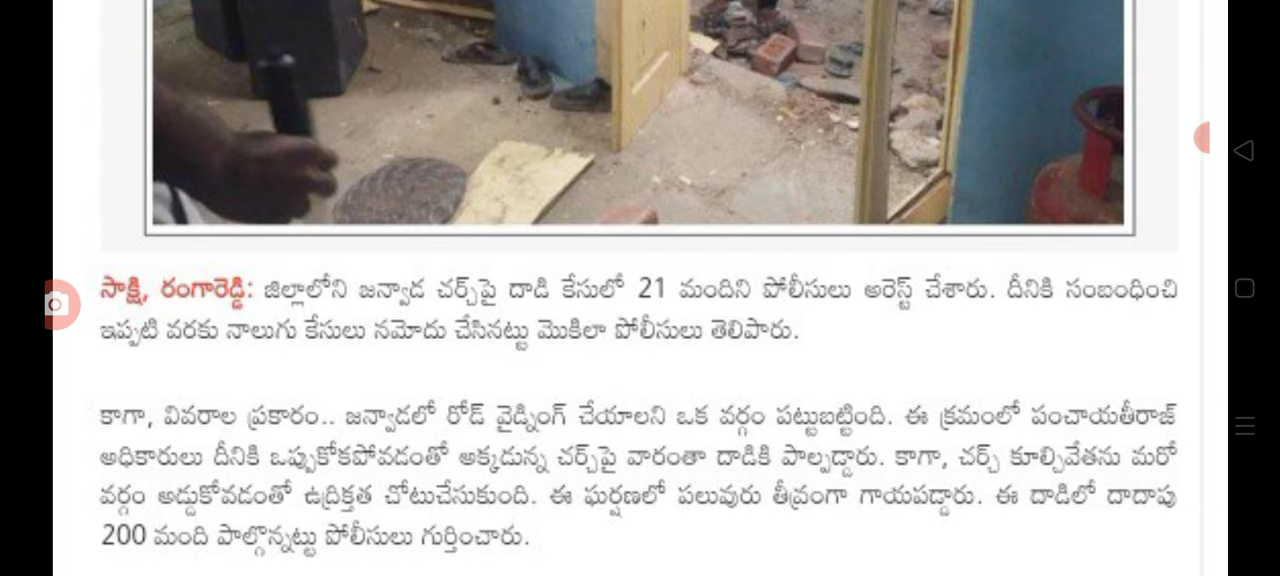 సాక్షి, రంగారెడ్డి: జిల్లాలోని జన్వాడ చర్చ్‌పై దాడి కేసులో 21 మందిని పోలీసులు అరెస్ట్‌ చేశారు. దీనికి సంబంధించి
ఇప్పటి వరకు నాలుగు కేసులు నమోదు చేసినట్టు మొకిలా పోలీసులు తెలిపారు.
కాగా, వివరాల ప్రకారం.. జన్వాడలో రోడ్‌ వైడ్నింగ్‌ చేయాలని ఒక వర్గం పట్టుబట్టింది. ఈ క్రమంలో పంచాయతీరాజ్‌
అధికారులు దీనికి ఒప్పుకోకపోవడంతో అక్కడున్న చర్చ్‌పై వారంతా దాడికి పాల్పడ్డారు. కాగా, చర్చ్‌ కూల్చివేతను మరో
వర్గం అడ్డుకోవడంతో ఉద్రిక్తత చోటుచేసుకుంది. ఈ ఘర్షణలో పలువురు తీవ్రంగా గాయపడ్డారు. ఈ దాడిలో దాదాపు
200 మంది పాల్గొన్నట్టు పోలీసులు గుర్తించారు.